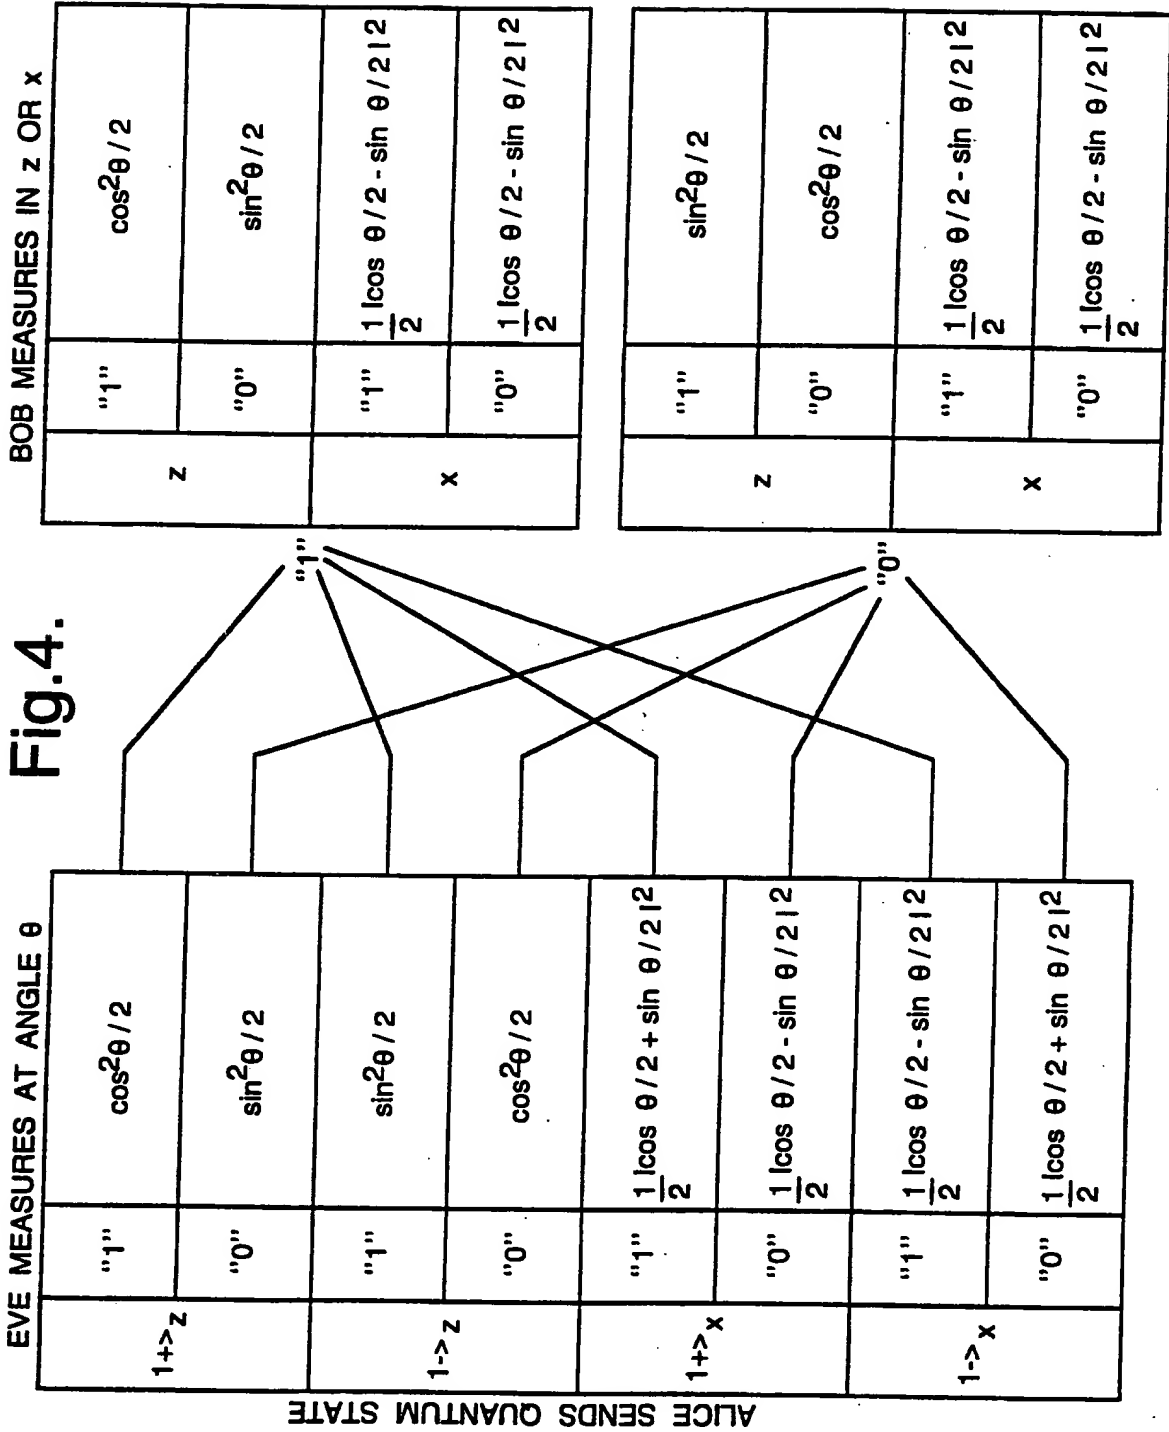 Fig.4.
EVE MEASURES AT ANGLE θ
ALICE SENDS QUANTUM STATE
1+>z
"1" cos²θ/2
"0" sin²θ/2
1->z
"1" sin²θ/2
"0" cos²θ/2
1+>x
"1" 1/2 |cos θ/2 + sin θ/2|²
"0" 1/2 |cos θ/2 - sin θ/2|²
1->x
"1" 1/2 |cos θ/2 - sin θ/2|²
"0" 1/2 |cos θ/2 + sin θ/2|²
"1"
"0"
BOB MEASURES IN z OR x
z
"1" cos²θ/2
"0" sin²θ/2
x
"1" 1/2 |cos θ/2 - sin θ/2|²
"0" 1/2 |cos θ/2 - sin θ/2|²
z
"1" sin²θ/2
"0" cos²θ/2
x
"1" 1/2 |cos θ/2 - sin θ/2|²
"0" 1/2 |cos θ/2 - sin θ/2|²